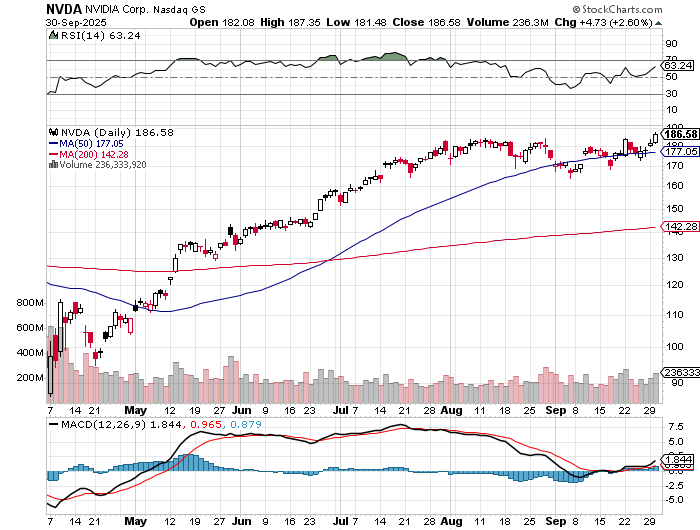 NVDA NVIDIA Corp. Nasdaq GS © StockCharts.com
30-Sep-2025 Open 182.08 High 187.35 Low 181.48 Close 186.58 Volume 236.3M Chg +4.73 (+2.60%)
RSI(14) 63.24
90
70
63.24
50
30
10
NVDA (Daily) 186.58
MA(50) 177.05
MA(200) 142.28
Volume 236,333,920
190
186.58
180
177.05
170
160
150
142.28
140
130
120
110
100
90
800M
600M
400M
200M
236333
7 14 21 May 12 19 27 Jun 9 16 23 Jul 7 14 21 28 Aug 11 18 25 Sep 8 15 22 29
MACD(12,26,9) 1.844, 0.965, 0.879
7.5
5.0
1.844
0.965
-2.5
-5.0
7 14 21 May 12 19 27 Jun 9 16 23 Jul 7 14 21 28 Aug 11 18 25 Sep 8 15 22 29